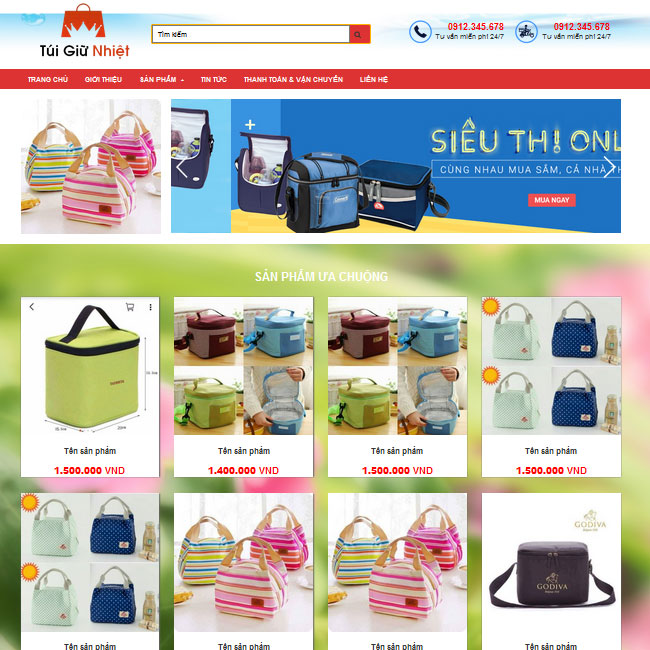 Túi Giữ Nhiệt
Tìm kiếm
0912.345.678
Tư vấn miễn phí 24/7
0912.345.678
Tư vấn miễn phí 24/7
TRANG CHỦ
GIỚI THIỆU
SẢN PHẨM
TIN TỨC
THANH TOÁN & VẬN CHUYỂN
LIÊN HỆ
SIÊU THỊ ONL
CÙNG NHAU MUA SẮM, CẢ NHÀ TH
MUA NGAY
SẢN PHẨM ƯA CHUỘNG
Tên sản phẩm
1.500.000 VND
Tên sản phẩm
1.400.000 VND
Tên sản phẩm
1.500.000 VND
Tên sản phẩm
1.500.000 VND
GODIVA
GODIVA
Tên sản phẩm
Tên sản phẩm
Tên sản phẩm
Tên sản phẩm